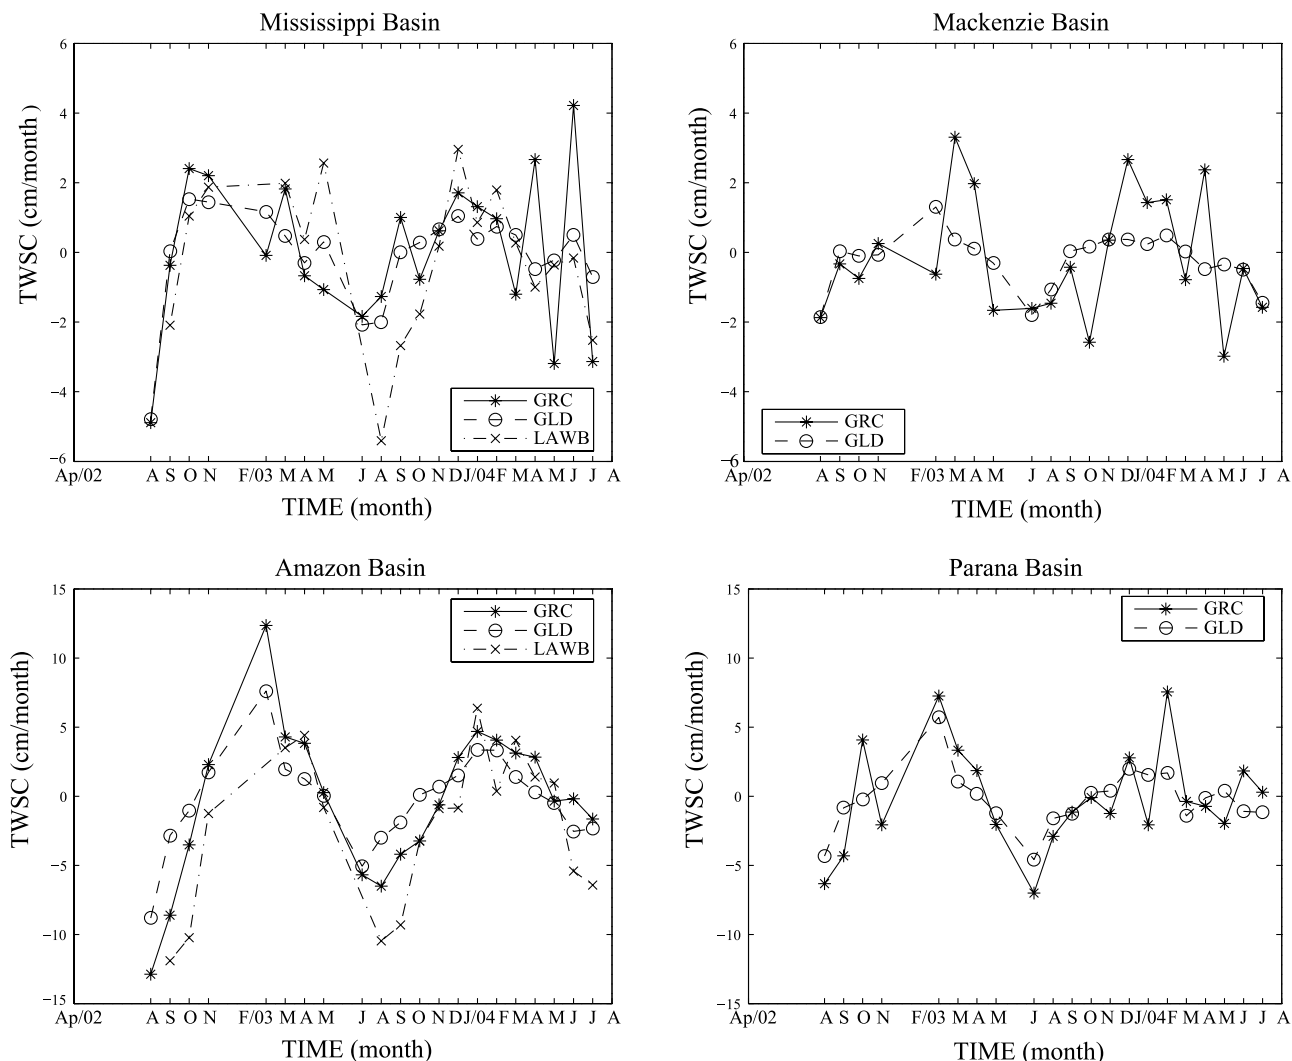 Mississippi Basin
6
4
2
0
−2
−4
−6
TWSC (cm/month )
GRC
GLD
LAWB
Ap/02 A S O N F/03 M A M J A S O N D J/04 F M A M J J A
TIME (month)
Mackenzie Basin
6
4
2
0
−2
−4
−6
TWSC (cm/month)
GRC
GLD
Ap/02 A S O N F/03 M A M J A S O N D J/04 F M A M J J A
TIME (month)
Amazon Basin
15
10
5
0
−5
−10
−15
TWSC (cm/month)
GRC
GLD
LAWB
Ap/02 A S O N F/03 M A M J A S O N D J/04 F M A M J J A
TIME (month)
Parana Basin
15
10
5
0
−5
−10
−15
TWSC (cm/month)
GRC
GLD
Ap/02 A S O N F/03 M A M J A S O N D J/04 F M A M J J A
TIME (month)